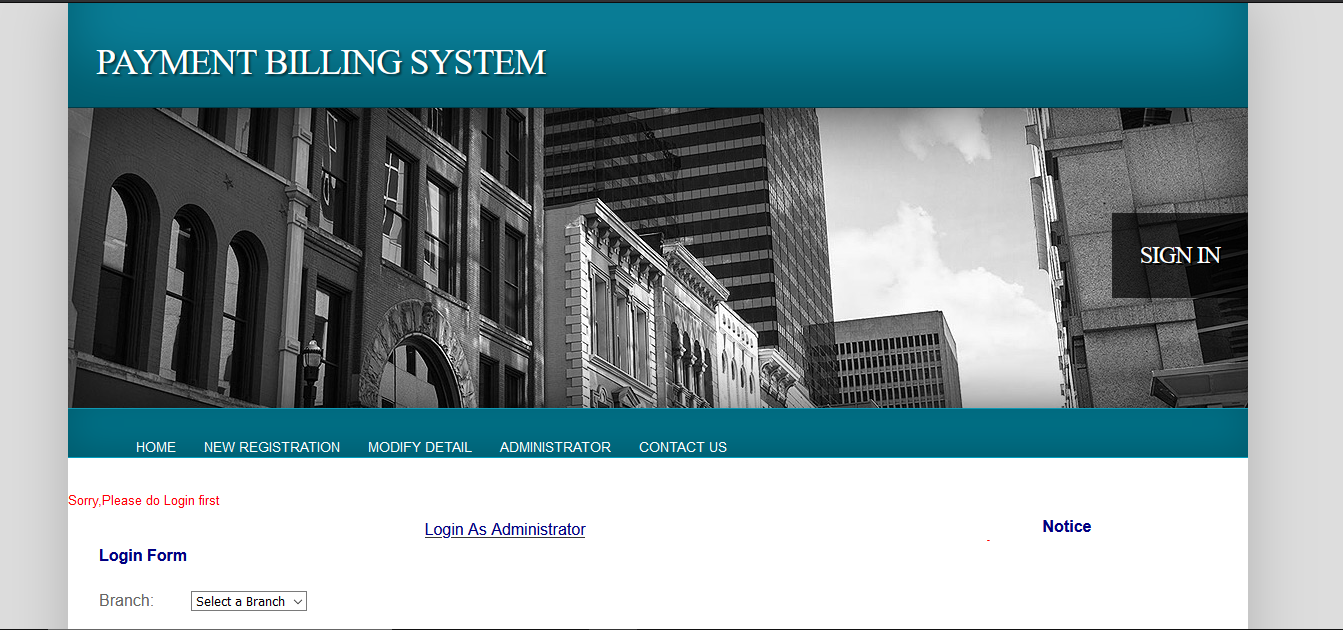 PAYMENT BILLING SYSTEM
SIGN IN
HOME NEW REGISTRATION MODIFY DETAIL ADMINISTRATOR CONTACT US
Sorry,Please do Login first
Login As Administrator
Notice
Login Form
Branch: Select a Branch